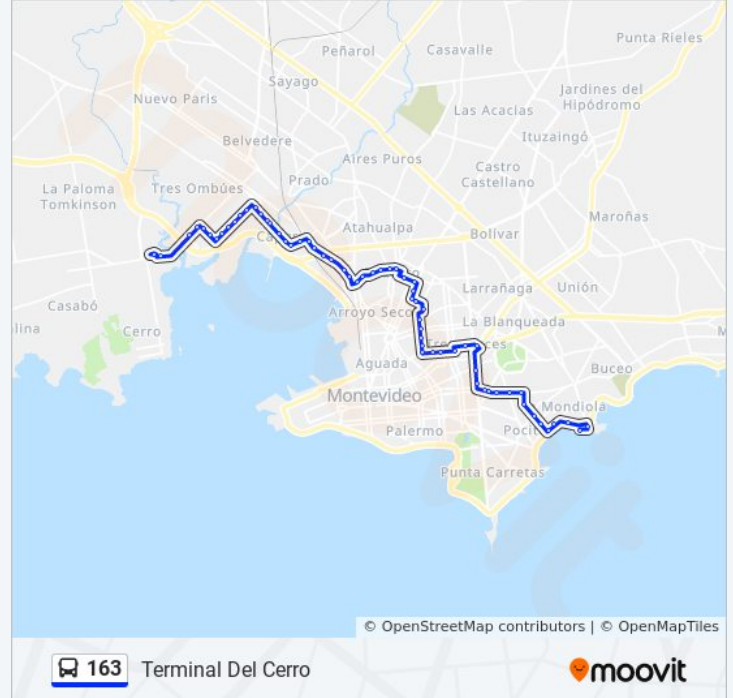 Peñarol
Casavalle
Punta Rieles
Sayago
Nuevo Paris
Jardines del
Hipódromo
Las Acacias
Ituzaingó
Belvedere
Aires Puros
Castro
Castellano
La Paloma
Tomkinson
Tres Ombúes
Prado
Maroñas
Atahualpa
Bolívar
Larrañaga
Unión
Casabó
Arroyo Seco
La Blanqueada
Cerro
Aguada
Buceo
Montevideo
Mondiola
Palermo
Punta Carretas
© OpenStreetMap contributors | © OpenMapTiles
163
Terminal Del Cerro
moovit